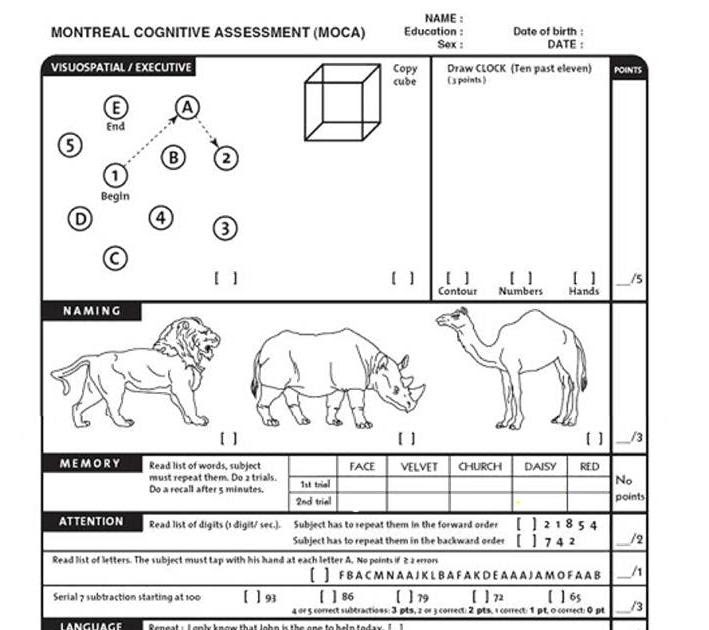 MONTREAL COGNITIVE ASSESSMENT (MOCA)
NAME :
Education :
Sex :
Date of birth :
DATE :
VISUOSPATIAL / EXECUTIVE
Copy
cube
Draw CLOCK (Ten past eleven)
(3 points)
POINTS
E
End
A
5
B
2
1
Begin
D
4
3
C
[ ]
[ ]
[ ] [ ] [ ]
Contour Numbers Hands
__/5
NAMING
[ ]
[ ]
[ ]
__/3
MEMORY
Read list of words, subject
must repeat them. Do 2 trials.
Do a recall after 5 minutes.
FACE VELVET CHURCH DAISY RED
1st trial
2nd trial
No
points
ATTENTION
Read list of digits (1 digit/ sec.).
Subject has to repeat them in the forward order [ ] 2 1 8 5 4
Subject has to repeat them in the backward order [ ] 7 4 2
__/2
Read list of letters. The subject must tap with his hand at each letter A. No points if ≥ 2 errors
[ ] F B A C M N A A J K L B A F A K D E A A A J A M O F A A B
__/1
Serial 7 subtraction starting at 100 [ ] 93 [ ] 86 [ ] 79 [ ] 72 [ ] 65
4 or 5 correct subtractions: 3 pts, 2 or 3 correct: 2 pts, 1 correct: 1 pt, 0 correct: 0 pt
__/3
LANGUAGE
Repeat : I only know that John is the one to help today. [ ]